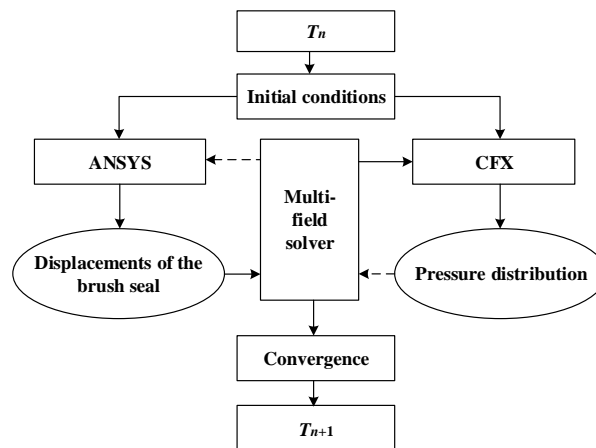 Tn
Initial conditions
ANSYS
CFX
Multi-
field
solver
Displacements of the
brush seal
Pressure distribution
Convergence
Tn+1